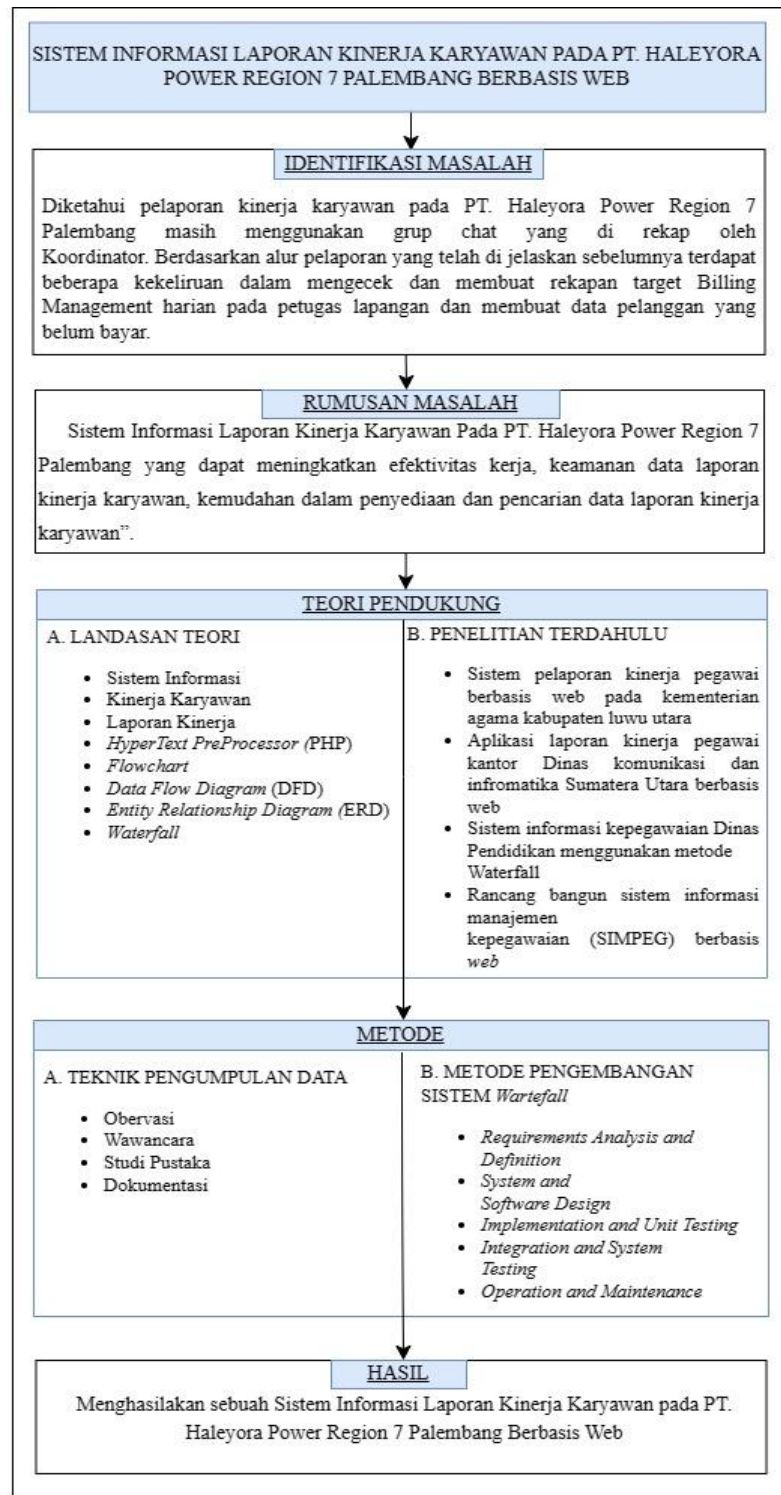 SISTEM INFORMASI LAPORAN KINERJA KARYAWAN PADA PT. HALEYORA
POWER REGION 7 PALEMBANG BERBASIS WEB
IDENTIFIKASI MASALAH
Diketahui pelaporan kinerja karyawan pada PT. Haleyora Power Region 7
Palembang masih menggunakan grup chat yang di rekap oleh
Koordinator. Berdasarkan alur pelaporan yang telah di jelaskan sebelumnya terdapat
beberapa kekeliruan dalam mengecek dan membuat rekapan target Billing
Management harian pada petugas lapangan dan membuat data pelanggan yang
belum bayar.
RUMUSAN MASALAH
Sistem Informasi Laporan Kinerja Karyawan Pada PT. Haleyora Power Region 7
Palembang yang dapat meningkatkan efektivitas kerja, keamanan data laporan
kinerja karyawan, kemudahan dalam penyediaan dan pencarian data laporan kinerja
karyawan”.
TEORI PENDUKUNG
A. LANDASAN TEORI
• Sistem Informasi
• Kinerja Karyawan
• Laporan Kinerja
• HyperText PreProcessor (PHP)
• Flowchart
• Data Flow Diagram (DFD)
• Entity Relationship Diagram (ERD)
• Waterfall
B. PENELITIAN TERDAHULU
• Sistem pelaporan kinerja pegawai
berbasis web pada kementerian
agama kabupaten luwu utara
• Aplikasi laporan kinerja pegawai
kantor Dinas komunikasi dan
infromatika Sumatera Utara berbasis
web
• Sistem informasi kepegawaian Dinas
Pendidikan menggunakan metode
Waterfall
• Rancang bangun sistem informasi
manajemen
kepegawaian (SIMPEG) berbasis
web
METODE
A. TEKNIK PENGUMPULAN DATA
• Obervasi
• Wawancara
• Studi Pustaka
• Dokumentasi
B. METODE PENGEMBANGAN
SISTEM Wartefall
• Requirements Analysis and
Definition
• System and
Software Design
• Implementation and Unit Testing
• Integration and System
Testing
• Operation and Maintenance
HASIL
Menghasilakan sebuah Sistem Informasi Laporan Kinerja Karyawan pada PT.
Haleyora Power Region 7 Palembang Berbasis Web